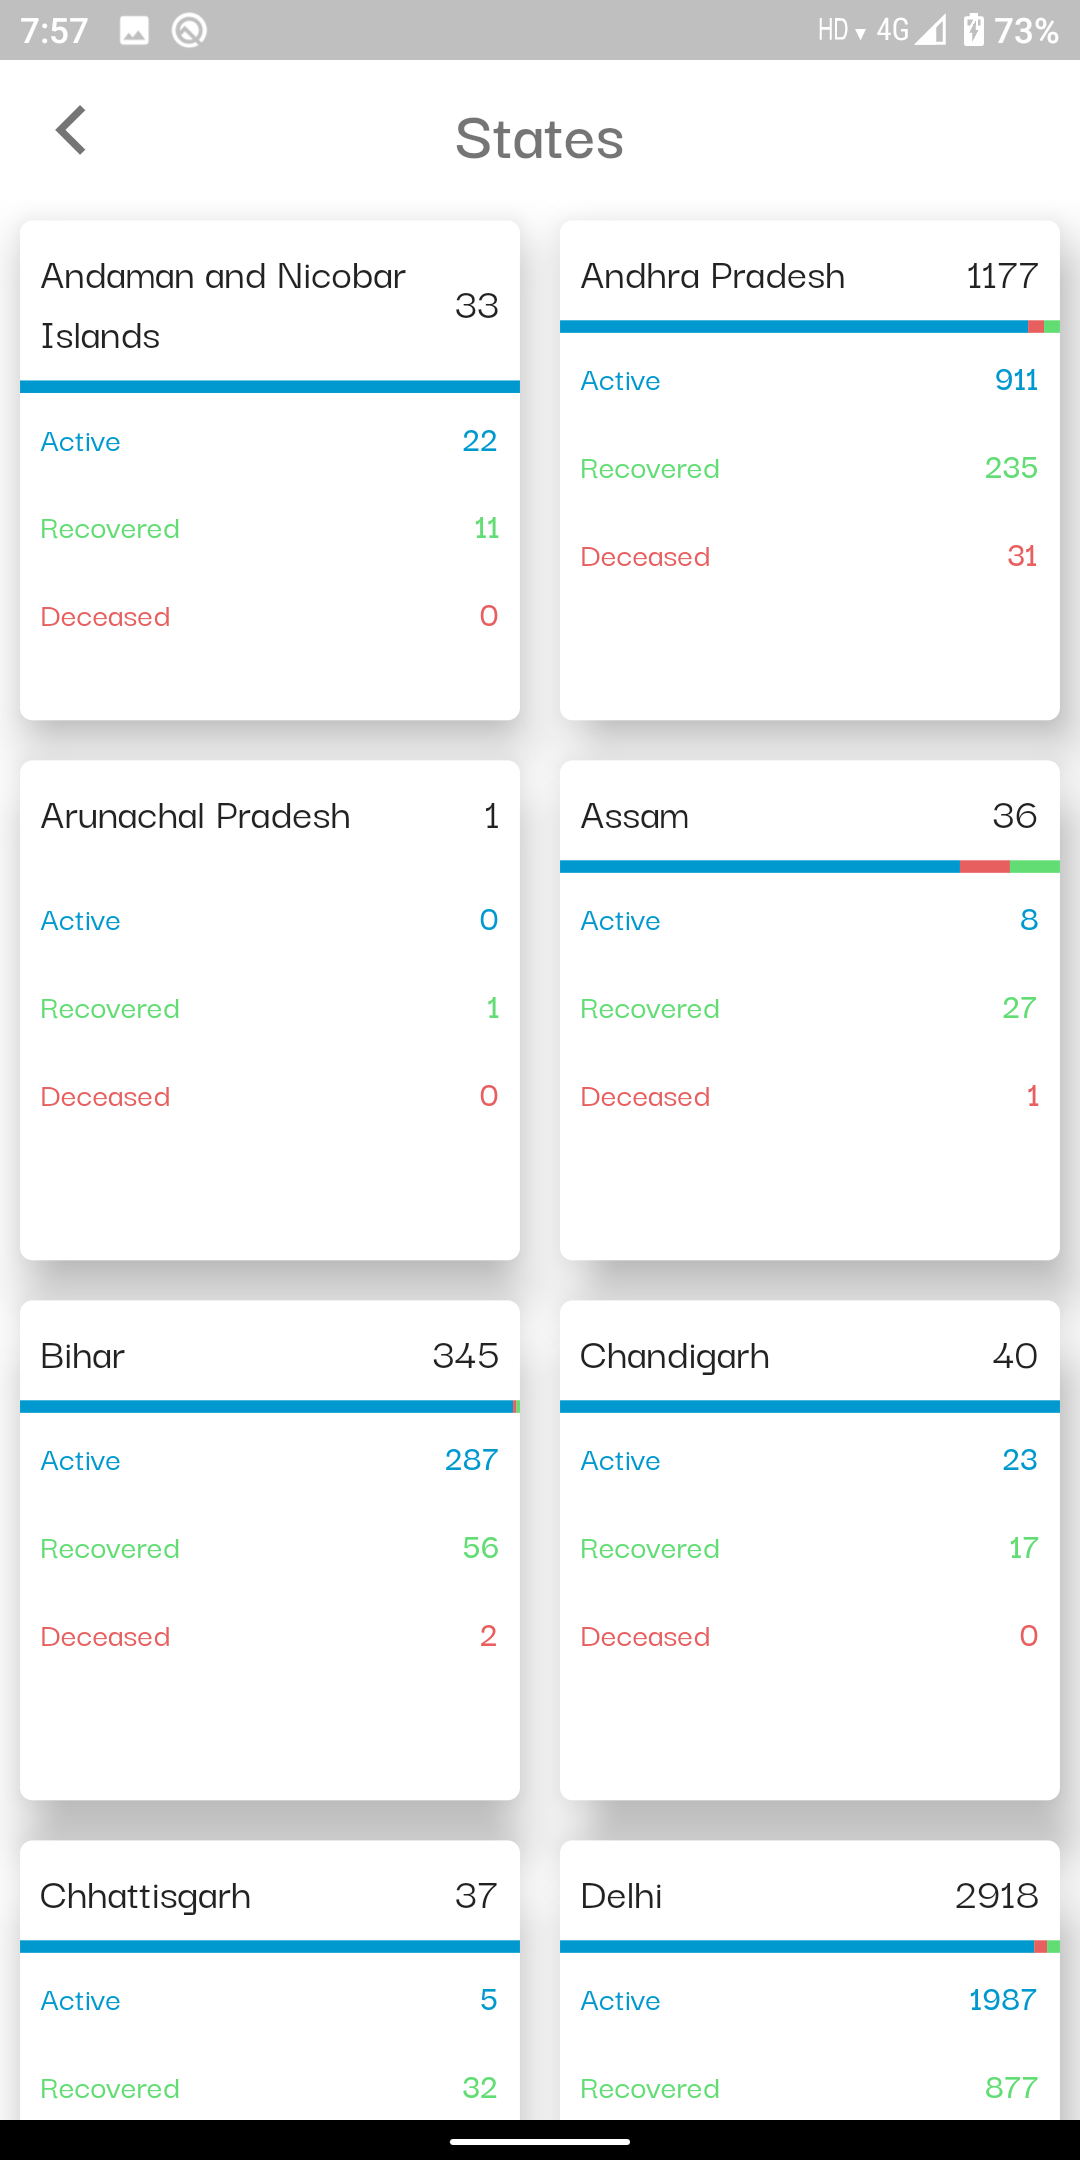 7:57 HD 4G 73%
States
Andaman and Nicobar
Islands
33
Active 22
Recovered 11
Deceased 0
Andhra Pradesh 1177
Active 911
Recovered 235
Deceased 31
Arunachal Pradesh 1
Active 0
Recovered 1
Deceased 0
Assam 36
Active 8
Recovered 27
Deceased 1
Bihar 345
Active 287
Recovered 56
Deceased 2
Chandigarh 40
Active 23
Recovered 17
Deceased 0
Chhattisgarh 37
Active 5
Recovered 32
Delhi 2918
Active 1987
Recovered 877